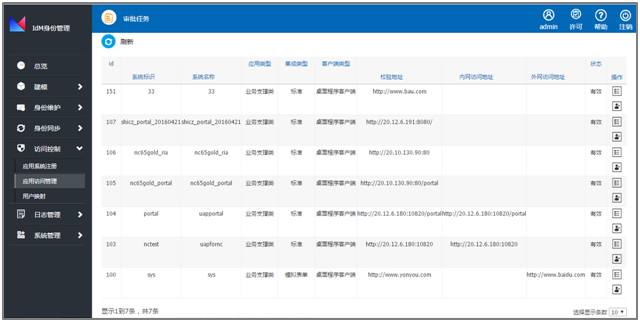 IdM身份管理
审批任务
admin 许可 帮助 注销
刷新
总览
建模
身份维护
身份同步
访问控制
应用系统注册
应用访问管理
用户映射
日志管理
系统管理
id 系统标识 系统名称 应用类型 集成类型 客户端类型 校验地址 内网访问地址 外网访问地址 状态 操作
151 33 33 业务支撑类 标准 桌面程序客户端 http://www.bau.com 有效
107 shicz_portal_20160421 shicz_portal_20160421 业务支撑类 标准 桌面程序客户端 http://20.12.6.191:8080/ 有效
106 nc65gold_ria nc65gold_ria 业务支撑类 标准 桌面程序客户端 http://20.10.130.90:80 有效
105 nc65gold_portal nc65gold_portal 业务支撑类 标准 桌面程序客户端 http://20.10.130.90:80/portal 有效
104 portal uapportal 业务支撑类 标准 桌面程序客户端 http://20.12.6.180:10820/portal http://20.12.6.180:10820/portal 有效
103 nctest uapfornc 业务支撑类 标准 桌面程序客户端 http://20.12.6.180:10820 http://20.12.6.180:10820 有效
100 sys sys 业务支撑类 模拟表单 桌面程序客户端 http://www.yonyou.com http://www.baidu.com 有效
显示1到7条，共7条
选择显示条数 10